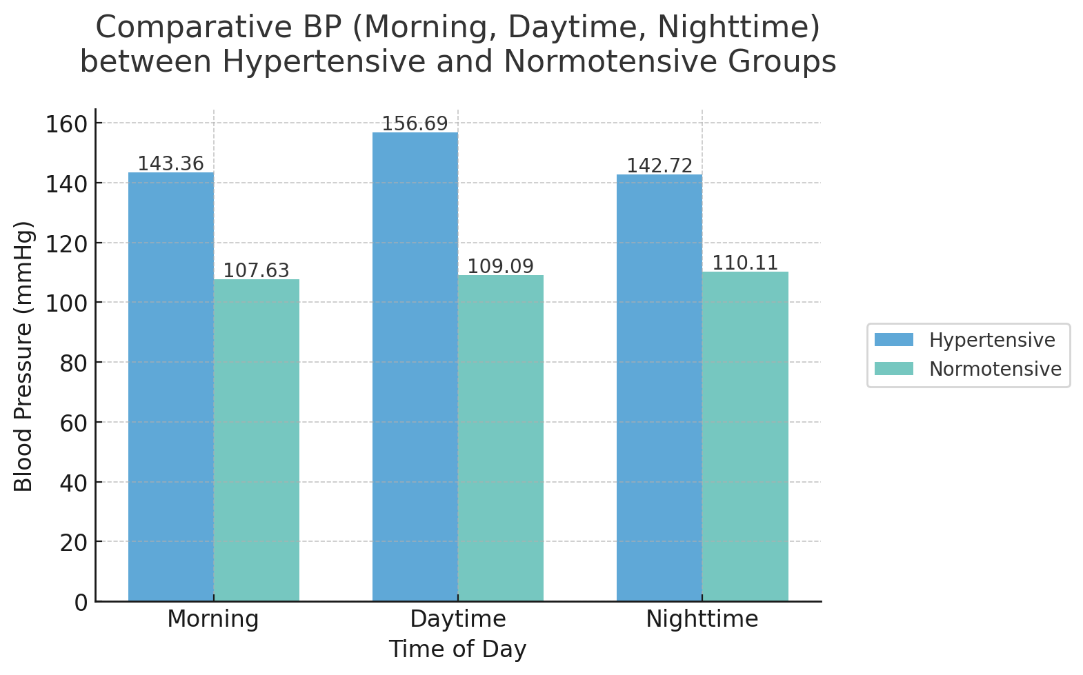 Comparative BP (Morning, Daytime, Nighttime)
between Hypertensive and Normotensive Groups
Blood Pressure (mmHg)
160
140
120
100
80
60
40
20
0
143.36
107.63
156.69
109.09
142.72
110.11
Morning
Daytime
Nighttime
Time of Day
Hypertensive
Normotensive